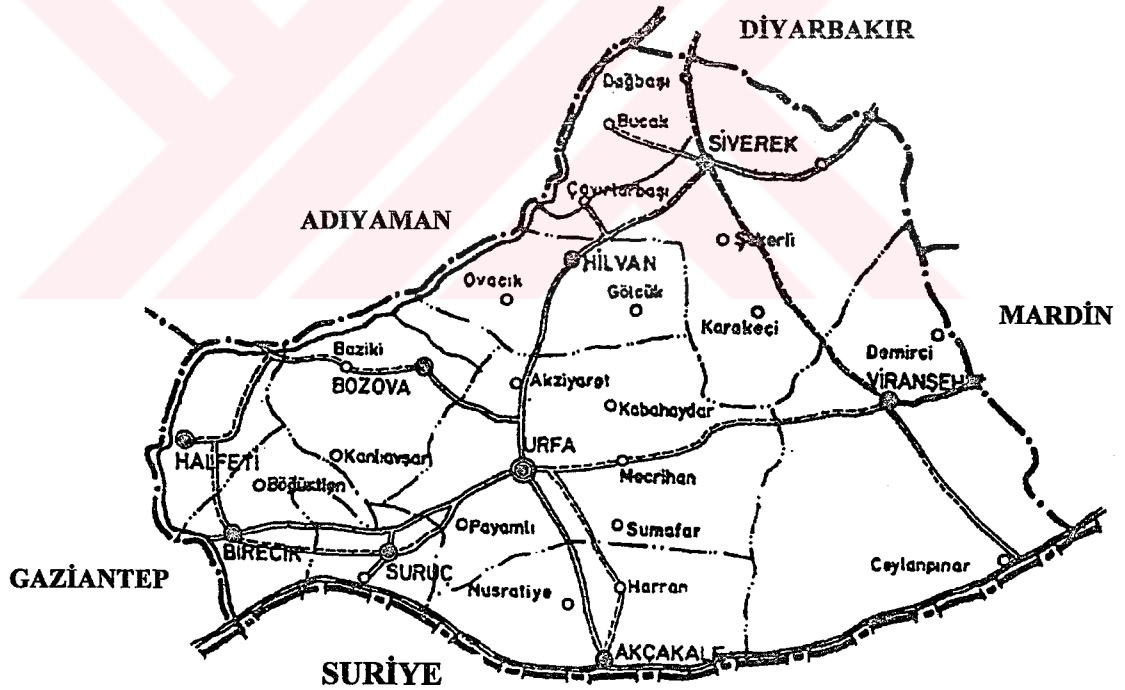 DİYARBAKIR
Dağbaşı
Bucak
SİVEREK
Çaylarbaşı
ADIYAMAN
Şekerli
HİLVAN
Ovacık
Gölcük
Karakeçi
MARDİN
Baziki
BOZOVA
Demirci
Akziyaret
VİRANŞEH
Kabahaydar
URFA
HALFETİ
Kanlıavşar
Mecrihan
Böğürtlen
Payamlı
Sumafar
BİRECİK
SURUÇ
Ceylanpınar
GAZİANTEP
Nusratiye
Harran
AKÇAKALE
SURİYE